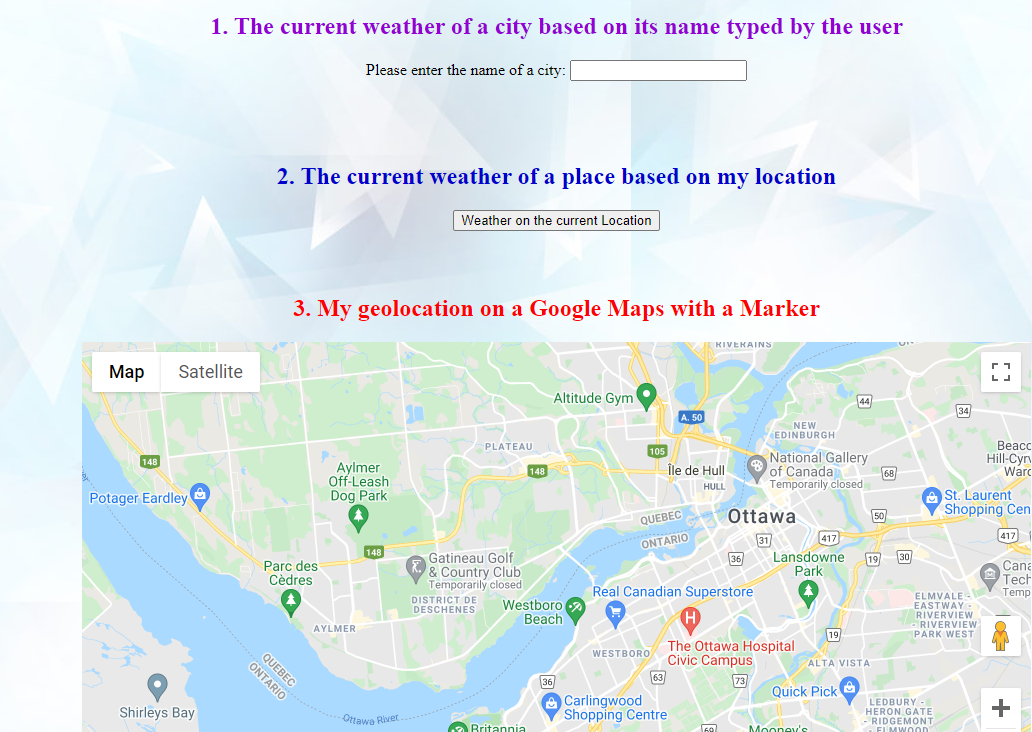 1. The current weather of a city based on its name typed by the user
Please enter the name of a city:
2. The current weather of a place based on my location
Weather on the current Location
3. My geolocation on a Google Maps with a Marker
Map
Satellite
RIVERAINS
Altitude Gym
A. 50
44
34
NEW
EDINBURGH
PLATEAU
105
148
148
Île de Hull
HULL
National Gallery
of Canada
Temporarily closed
68
Beaco
Hill-Cyrv
Ward
Aylmer
Off-Leash
Dog Park
Potager Eardley
St. Laurent
Shopping Cen
QUEBEC
ONTARIO
Ottawa
50
31
417
417
148
36
19
30
Lansdowne
Park
Gatineau Golf
& Country Club
Temporarily closed
Parc des
Cèdres
DISTRICT DE
DESCHENES
Cana
Tech
Temp
Real Canadian Superstore
Westboro
Beach
ELMVALE -
EASTWAY -
RIVERVIEW
- RIVERVIEW
PARK WEST
AYLMER
H
19
The Ottawa Hospital
Civic Campus
WESTBORO
ALTA VISTA
QUEBEC
ONTARIO
36
63
73
Quick Pick
Shirleys Bay
Carlingwood
Shopping Centre
LEDBURY -
HERON GATE
- RIDGEMONT
- ELMWOOD
Ottawa River
Britannia
69
Mooney's